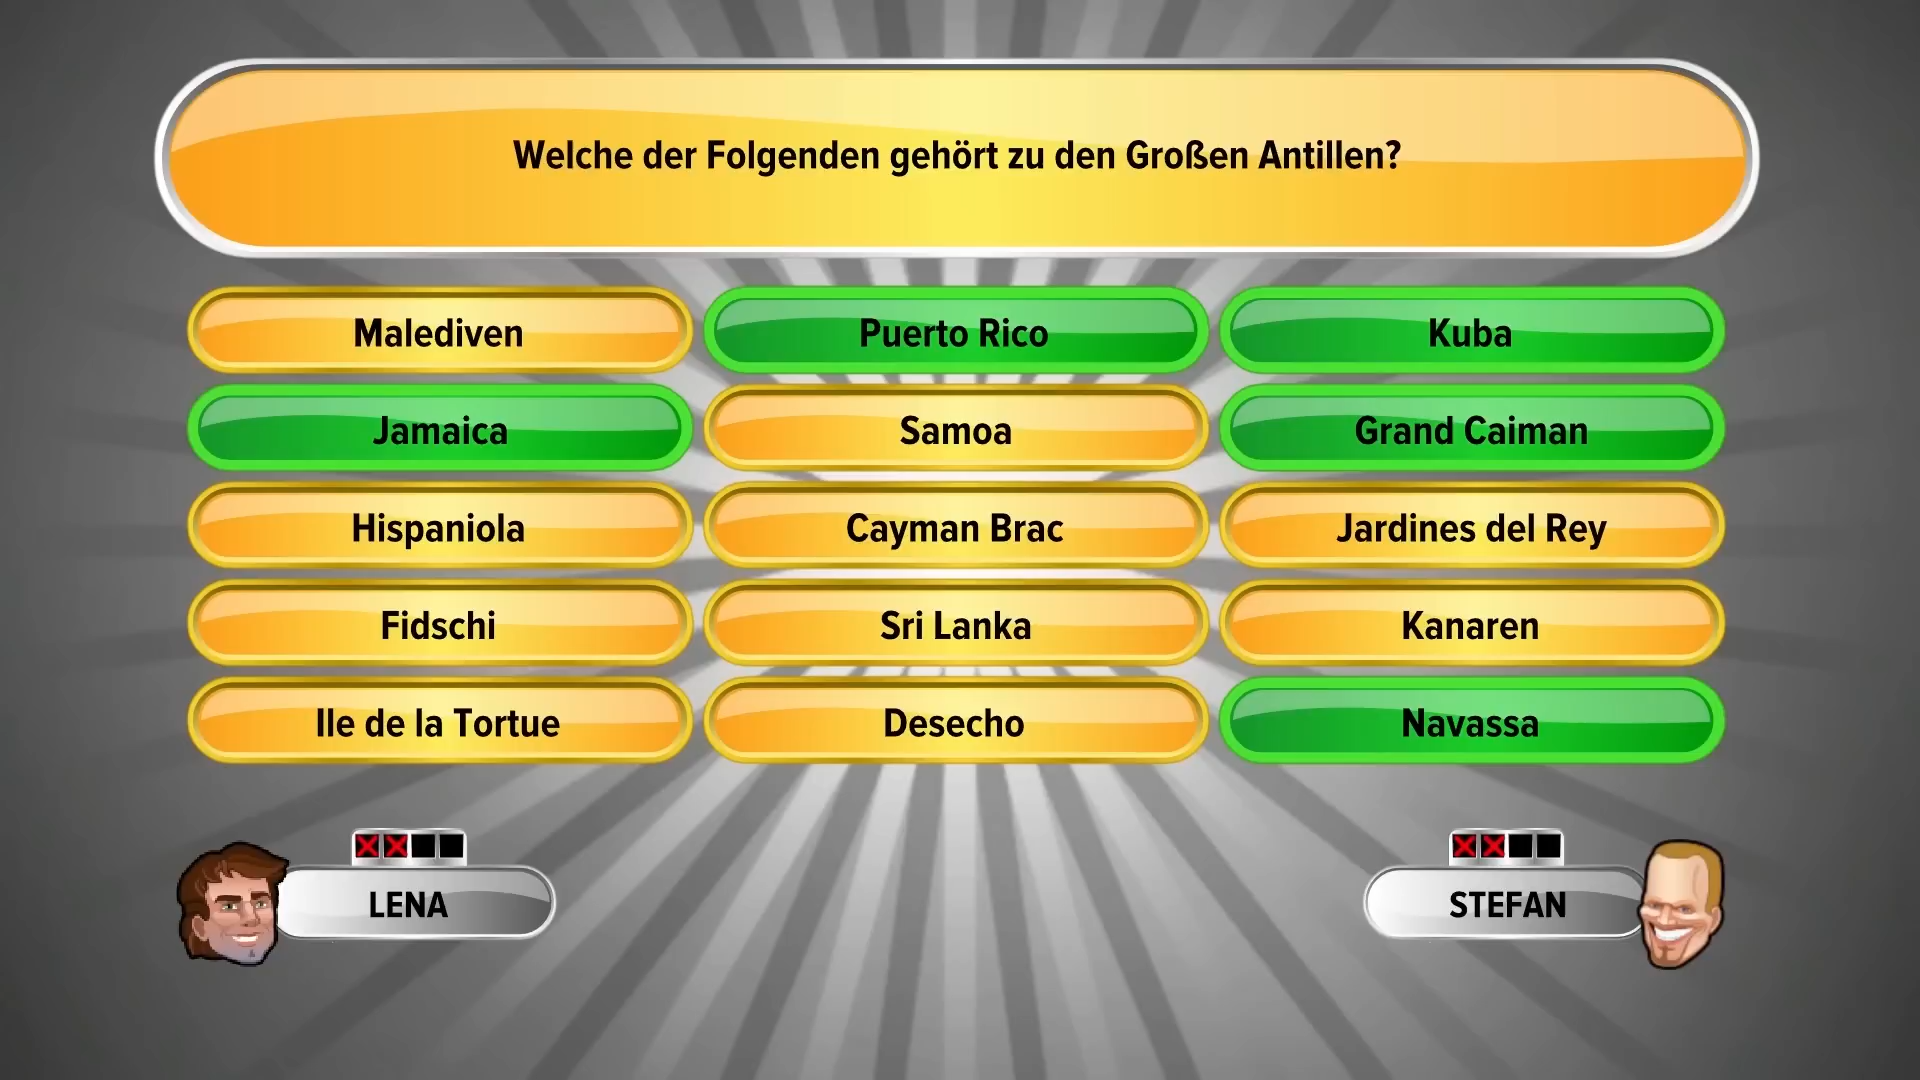 Welche der Folgenden gehört zu den Großen Antillen?
Malediven
Puerto Rico
Kuba
Jamaica
Samoa
Grand Caiman
Hispaniola
Cayman Brac
Jardines del Rey
Fidschi
Sri Lanka
Kanaren
Ile de la Tortue
Desecho
Navassa
LENA
STEFAN